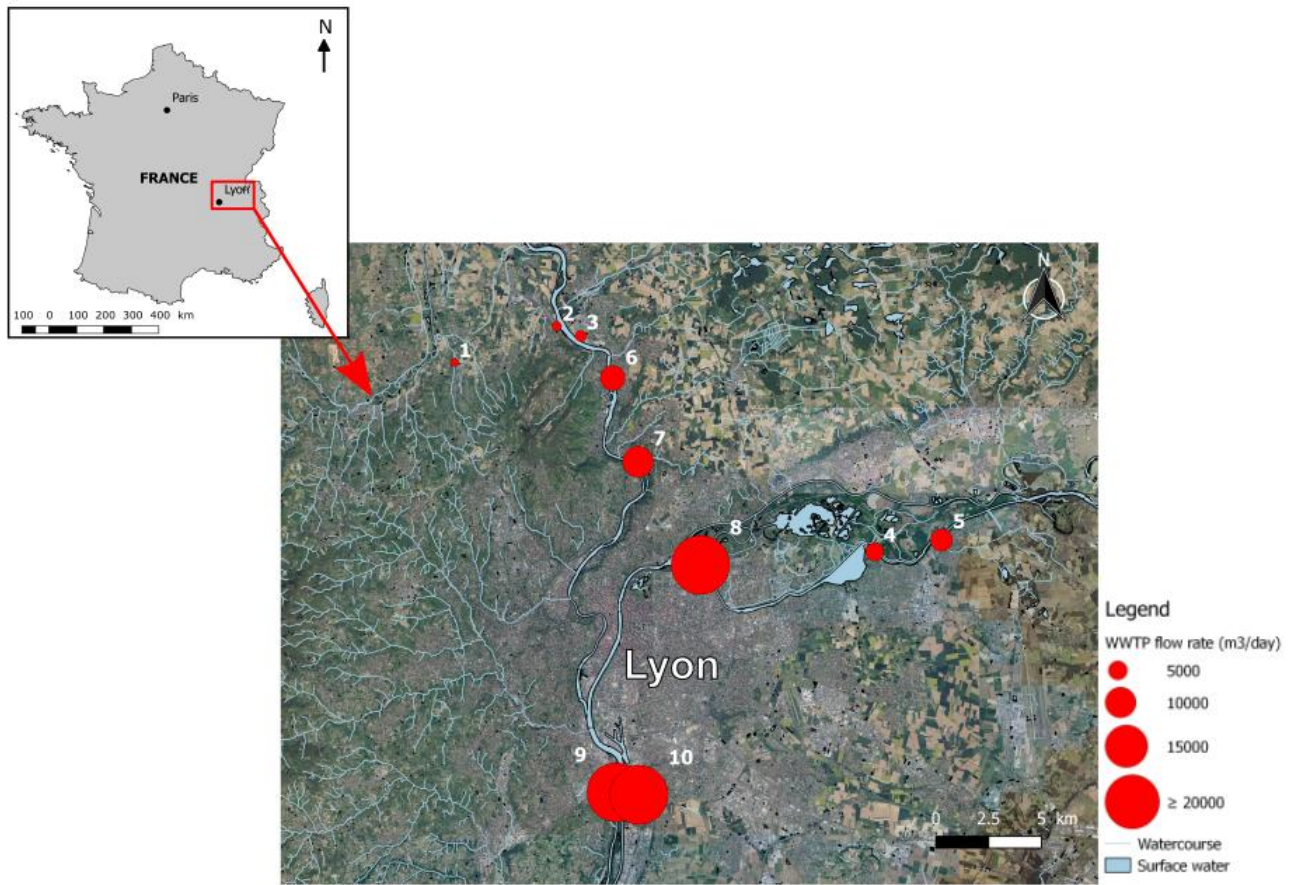 N
Paris
FRANCE
Lyon
100 0 100 200 300 400 km
N
2
3
1
6
7
8
5
4
Lyon
9
10
0 2.5 5 km
Legend
WWTP flow rate (m3/day)
5000
10000
15000
≥ 20000
Watercourse
Surface water